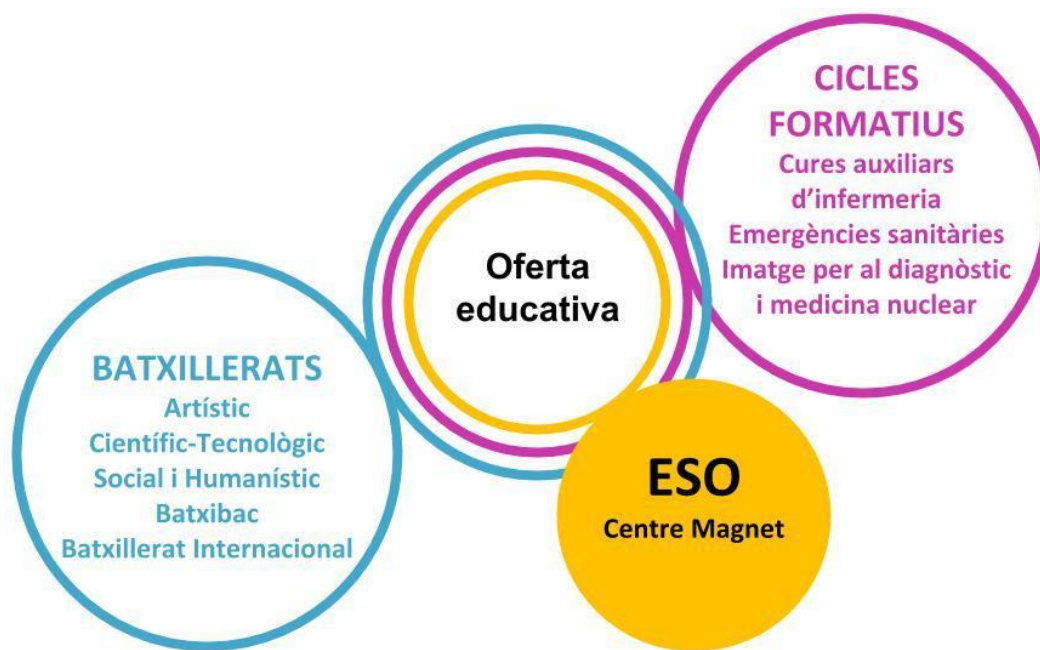 CICLES
FORMATIUS
Cures auxiliars
d’infermeria
Emergències sanitàries
Imatge per al diagnòstic
i medicina nuclear
Oferta
educativa
BATXILLERATS
Artístic
Científic-Tecnològic
Social i Humanístic
Batxibac
Batxillerat Internacional
ESO
Centre Magnet